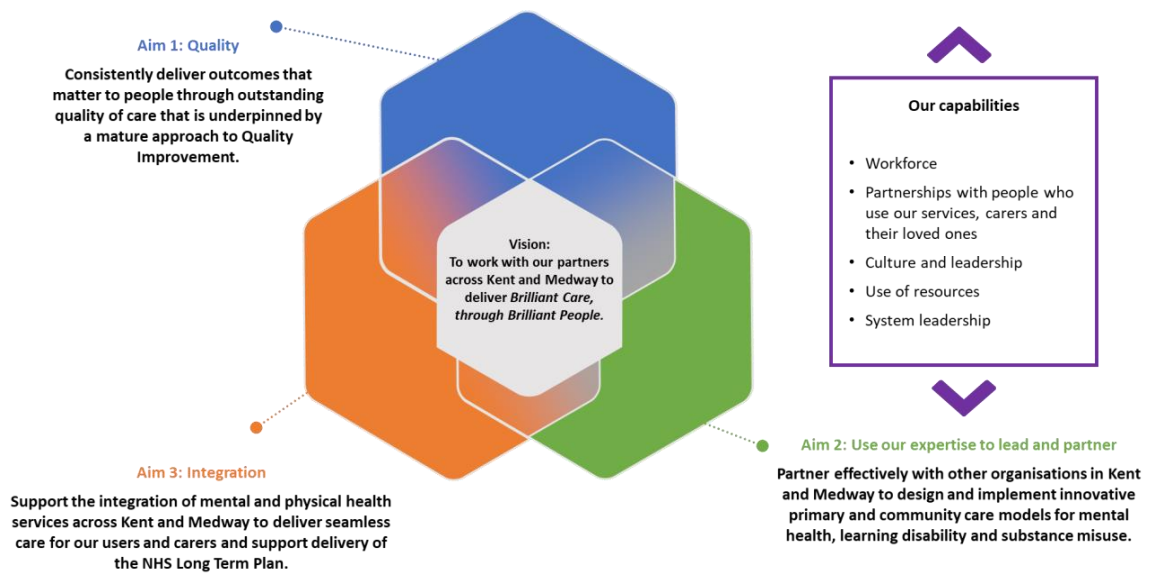 Aim 1: Quality
Consistently deliver outcomes that
matter to people through outstanding
quality of care that is underpinned by
a mature approach to Quality
Improvement.
Vision:
To work with our partners
across Kent and Medway to
deliver Brilliant Care,
through Brilliant People.
Our capabilities
• Workforce
• Partnerships with people who
use our services, carers and
their loved ones
• Culture and leadership
• Use of resources
• System leadership
Aim 2: Use our expertise to lead and partner
Partner effectively with other organisations in Kent
and Medway to design and implement innovative
primary and community care models for mental
health, learning disability and substance misuse.
Aim 3: Integration
Support the integration of mental and physical health
services across Kent and Medway to deliver seamless
care for our users and carers and support delivery of
the NHS Long Term Plan.